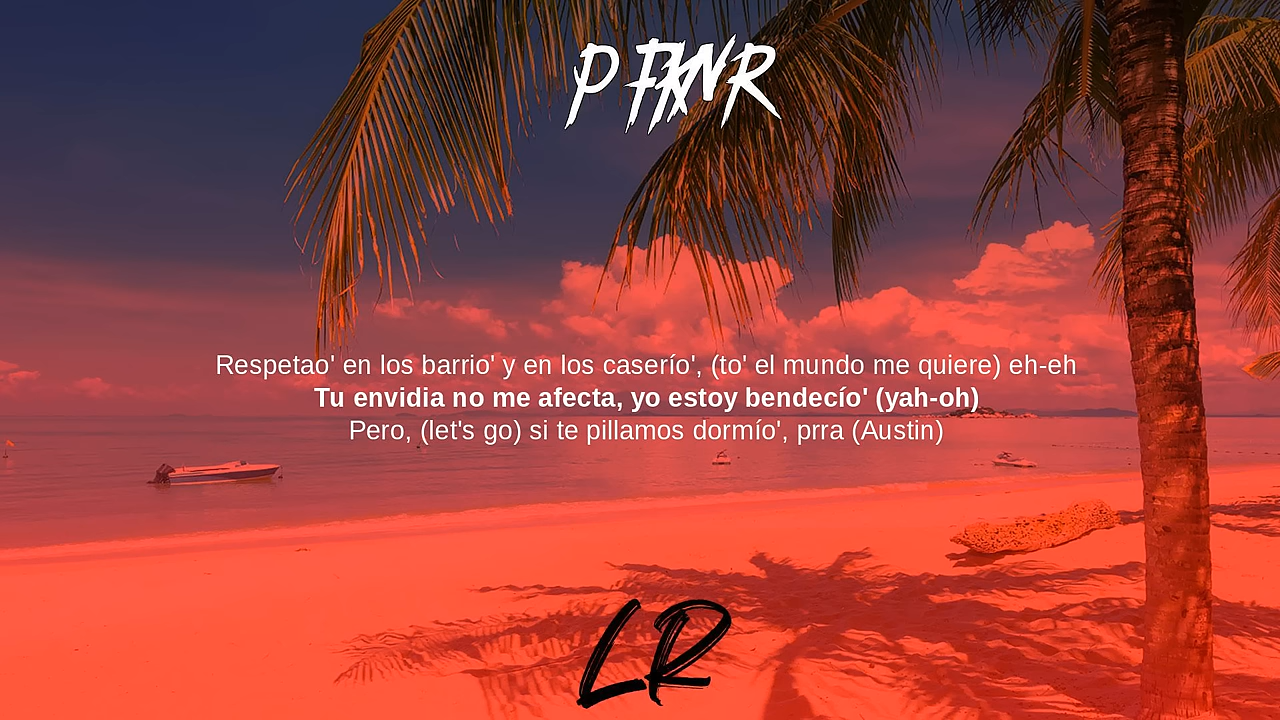 Respetao' en los barrio' y en los caserío', (to' el mundo me quiere) eh-eh
Tu envidia no me afecta, yo estoy bendecío' (yah-oh)
Pero, (let's go) si te pillamos dormío', prra (Austin)
LR